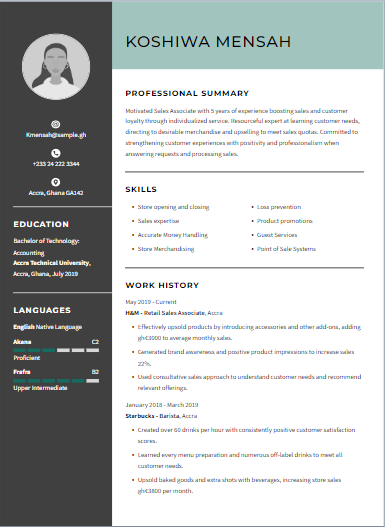 KOSHIWA MENSAH
Kmensah@sample.gh
+233 24 222 3344
Accra, Ghana GA142
EDUCATION
Bachelor of Technology:
Accounting
Accra Technical University,
Accra, Ghana, July 2019
LANGUAGES
English Native Language
Akana C2
Proficient
Frafra B2
Upper Intermediate
PROFESSIONAL SUMMARY
Motivated Sales Associate with 5 years of experience boosting sales and customer
loyalty through individualized service. Resourceful expert at learning customer needs,
directing to desirable merchandise and upselling to meet sales quotas. Committed to
strengthening customer experiences with positivity and professionalism when
answering requests and processing sales.
SKILLS
• Store opening and closing
• Sales expertise
• Accurate Money Handling
• Store Merchandising
• Loss prevention
• Product promotions
• Guest Services
• Point of Sale Systems
WORK HISTORY
May 2019 - Current
H&M - Retail Sales Associate, Accra
• Effectively upsold products by introducing accessories and other add-ons, adding
gh¢3000 to average monthly sales.
• Generated brand awareness and positive product impressions to increase sales
22%.
• Used consultative sales approach to understand customer needs and recommend
relevant offerings.
January 2018 - March 2019
Starbucks - Barista, Accra
• Created over 60 drinks per hour with consistently positive customer satisfaction
scores.
• Learned every menu preparation and numerous off-label drinks to meet all
customer needs.
• Upsold baked goods and extra shots with beverages, increasing store sales
gh¢3800 per month.